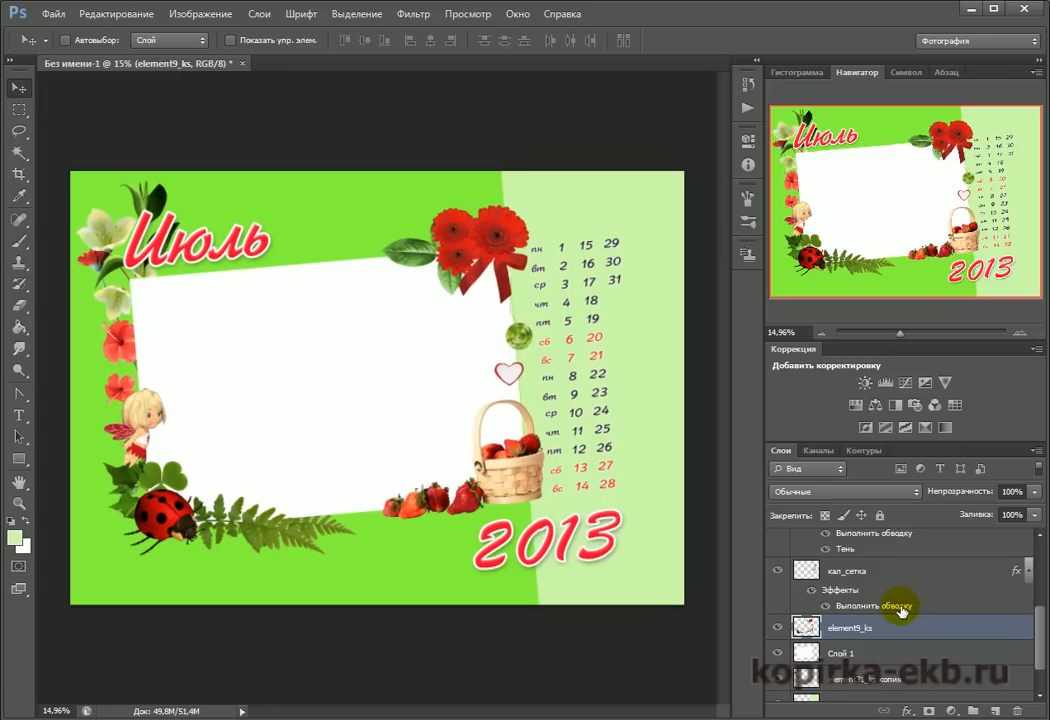 Ps Файл Редактирование Изображение Слои Шрифт Выделение Фильтр Просмотр Окно Справка
Автовыбор: Слой Показать упр. элем. Фотография
Без имени-1 @ 15% (element9_ks, RGB/8) * ×
Гистограмма Навигатор Символ Абзац
Июль
пн 1 15 29
вт 2 16 30
ср 3 17 31
чт 4 18
пт 5 19
сб 6 20
вс 7 21
пн 8 22
вт 9 23
ср 10 24
чт 11 25
пт 12 26
сб 13 27
вс 14 28
2013
Июль
2013
14,96%
Коррекция
Добавить корректировку
Слои Каналы Контуры
Вид
Обычные Непрозрачность: 100%
Закрепить: Заливка: 100%
Выполнить обводку
Тень
кал_сетка fx
Эффекты
Выполнить обводку
element9_ks
Слой 1
kopirka-ekb.ru
14,96% Док: 49,8M/51,4M